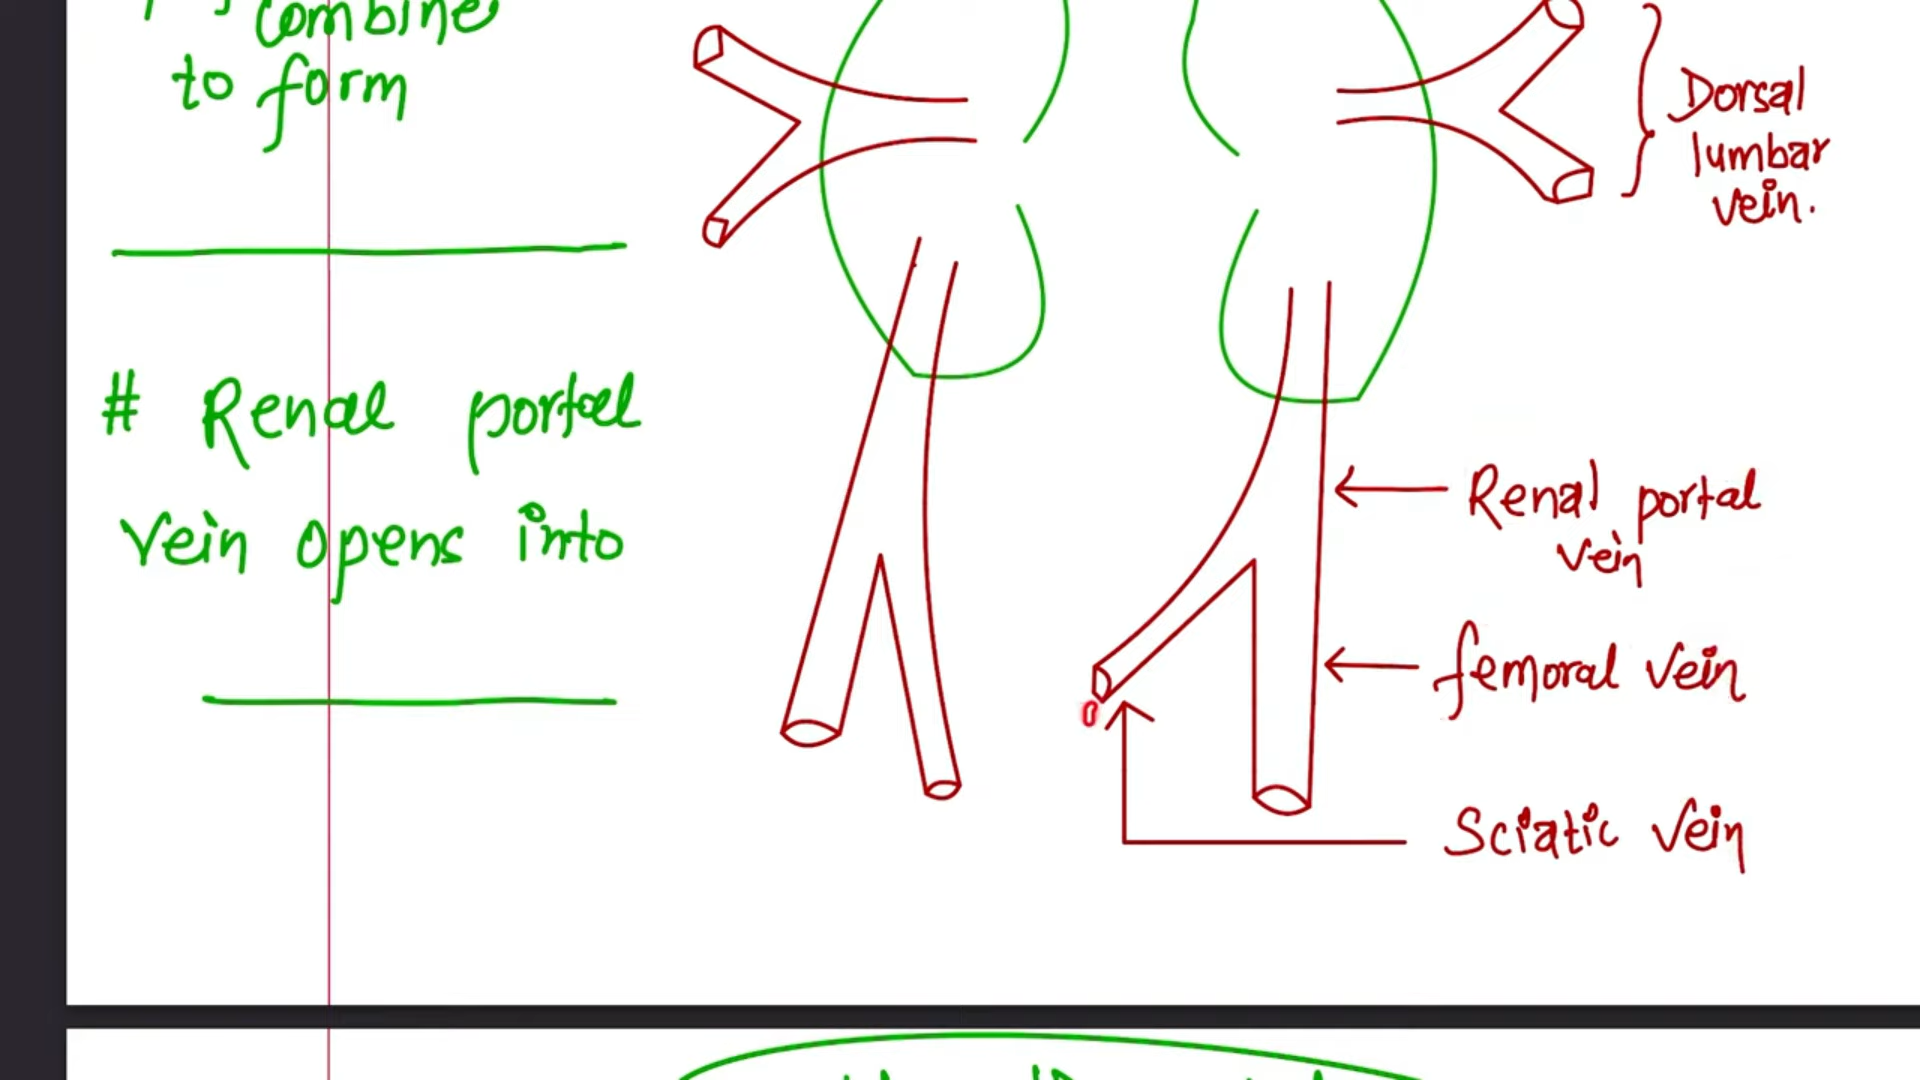 combine
to form
# Renal portal
vein opens into
Dorsal
lumbar
vein.
Renal portal
vein
femoral vein
Sciatic vein